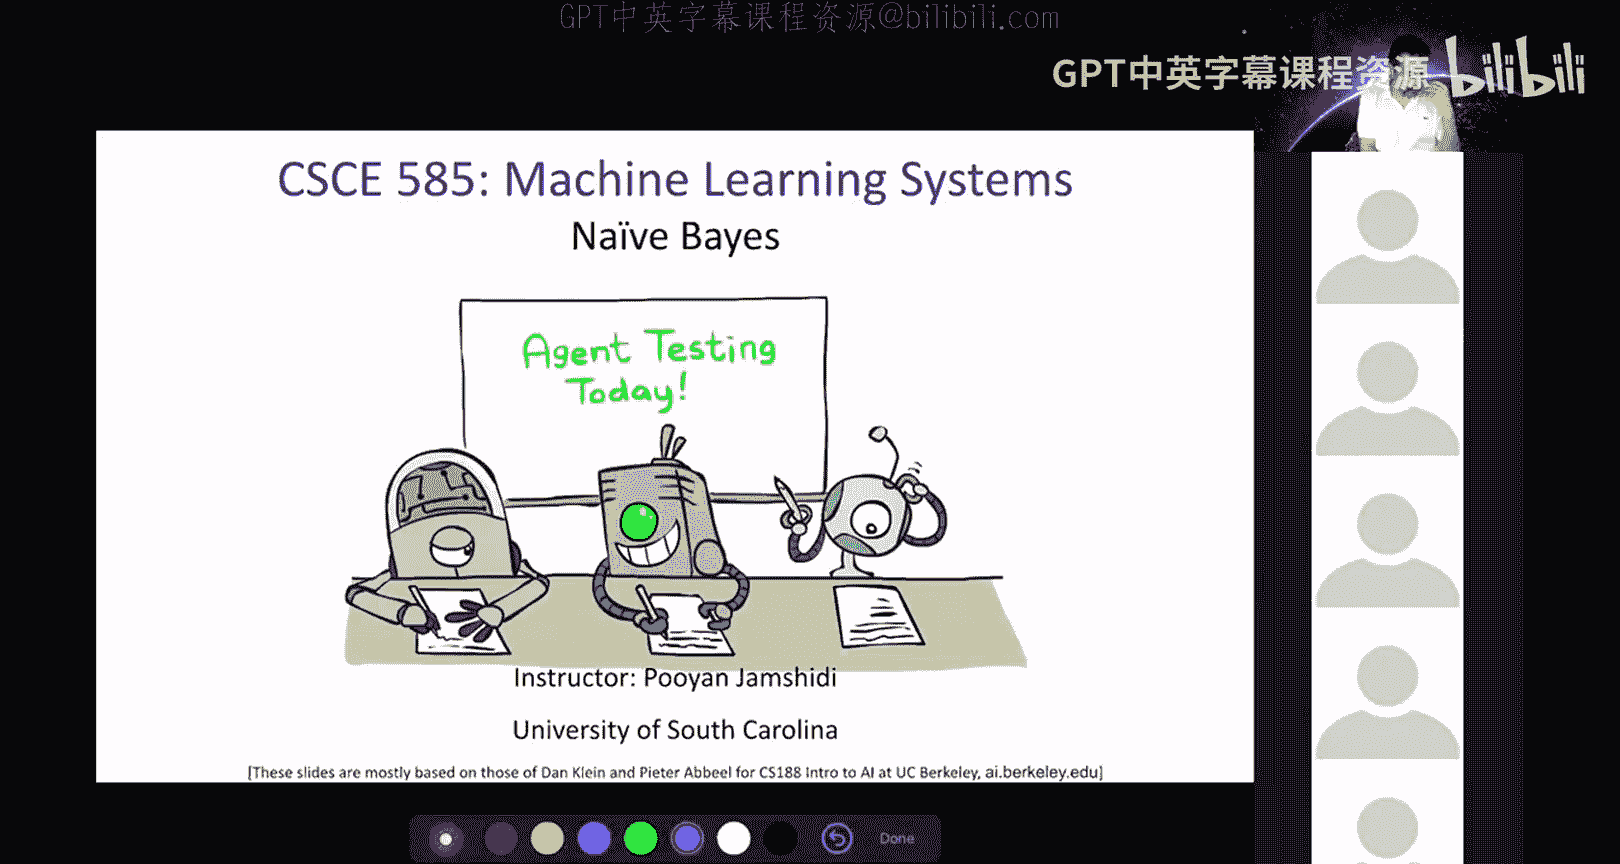 GPT中英字幕课程资源@bilibili.com
GPT中英字幕课程资源 bilibili
CSCE 585: Machine Learning Systems
Naïve Bayes
Agent Testing
Today!
Instructor: Pooyan Jamshidi
University of South Carolina
[These slides are mostly based on those of Dan Klein and Pieter Abbeel for CS188 Intro to AI at UC Berkeley, ai.berkeley.edu]
Done